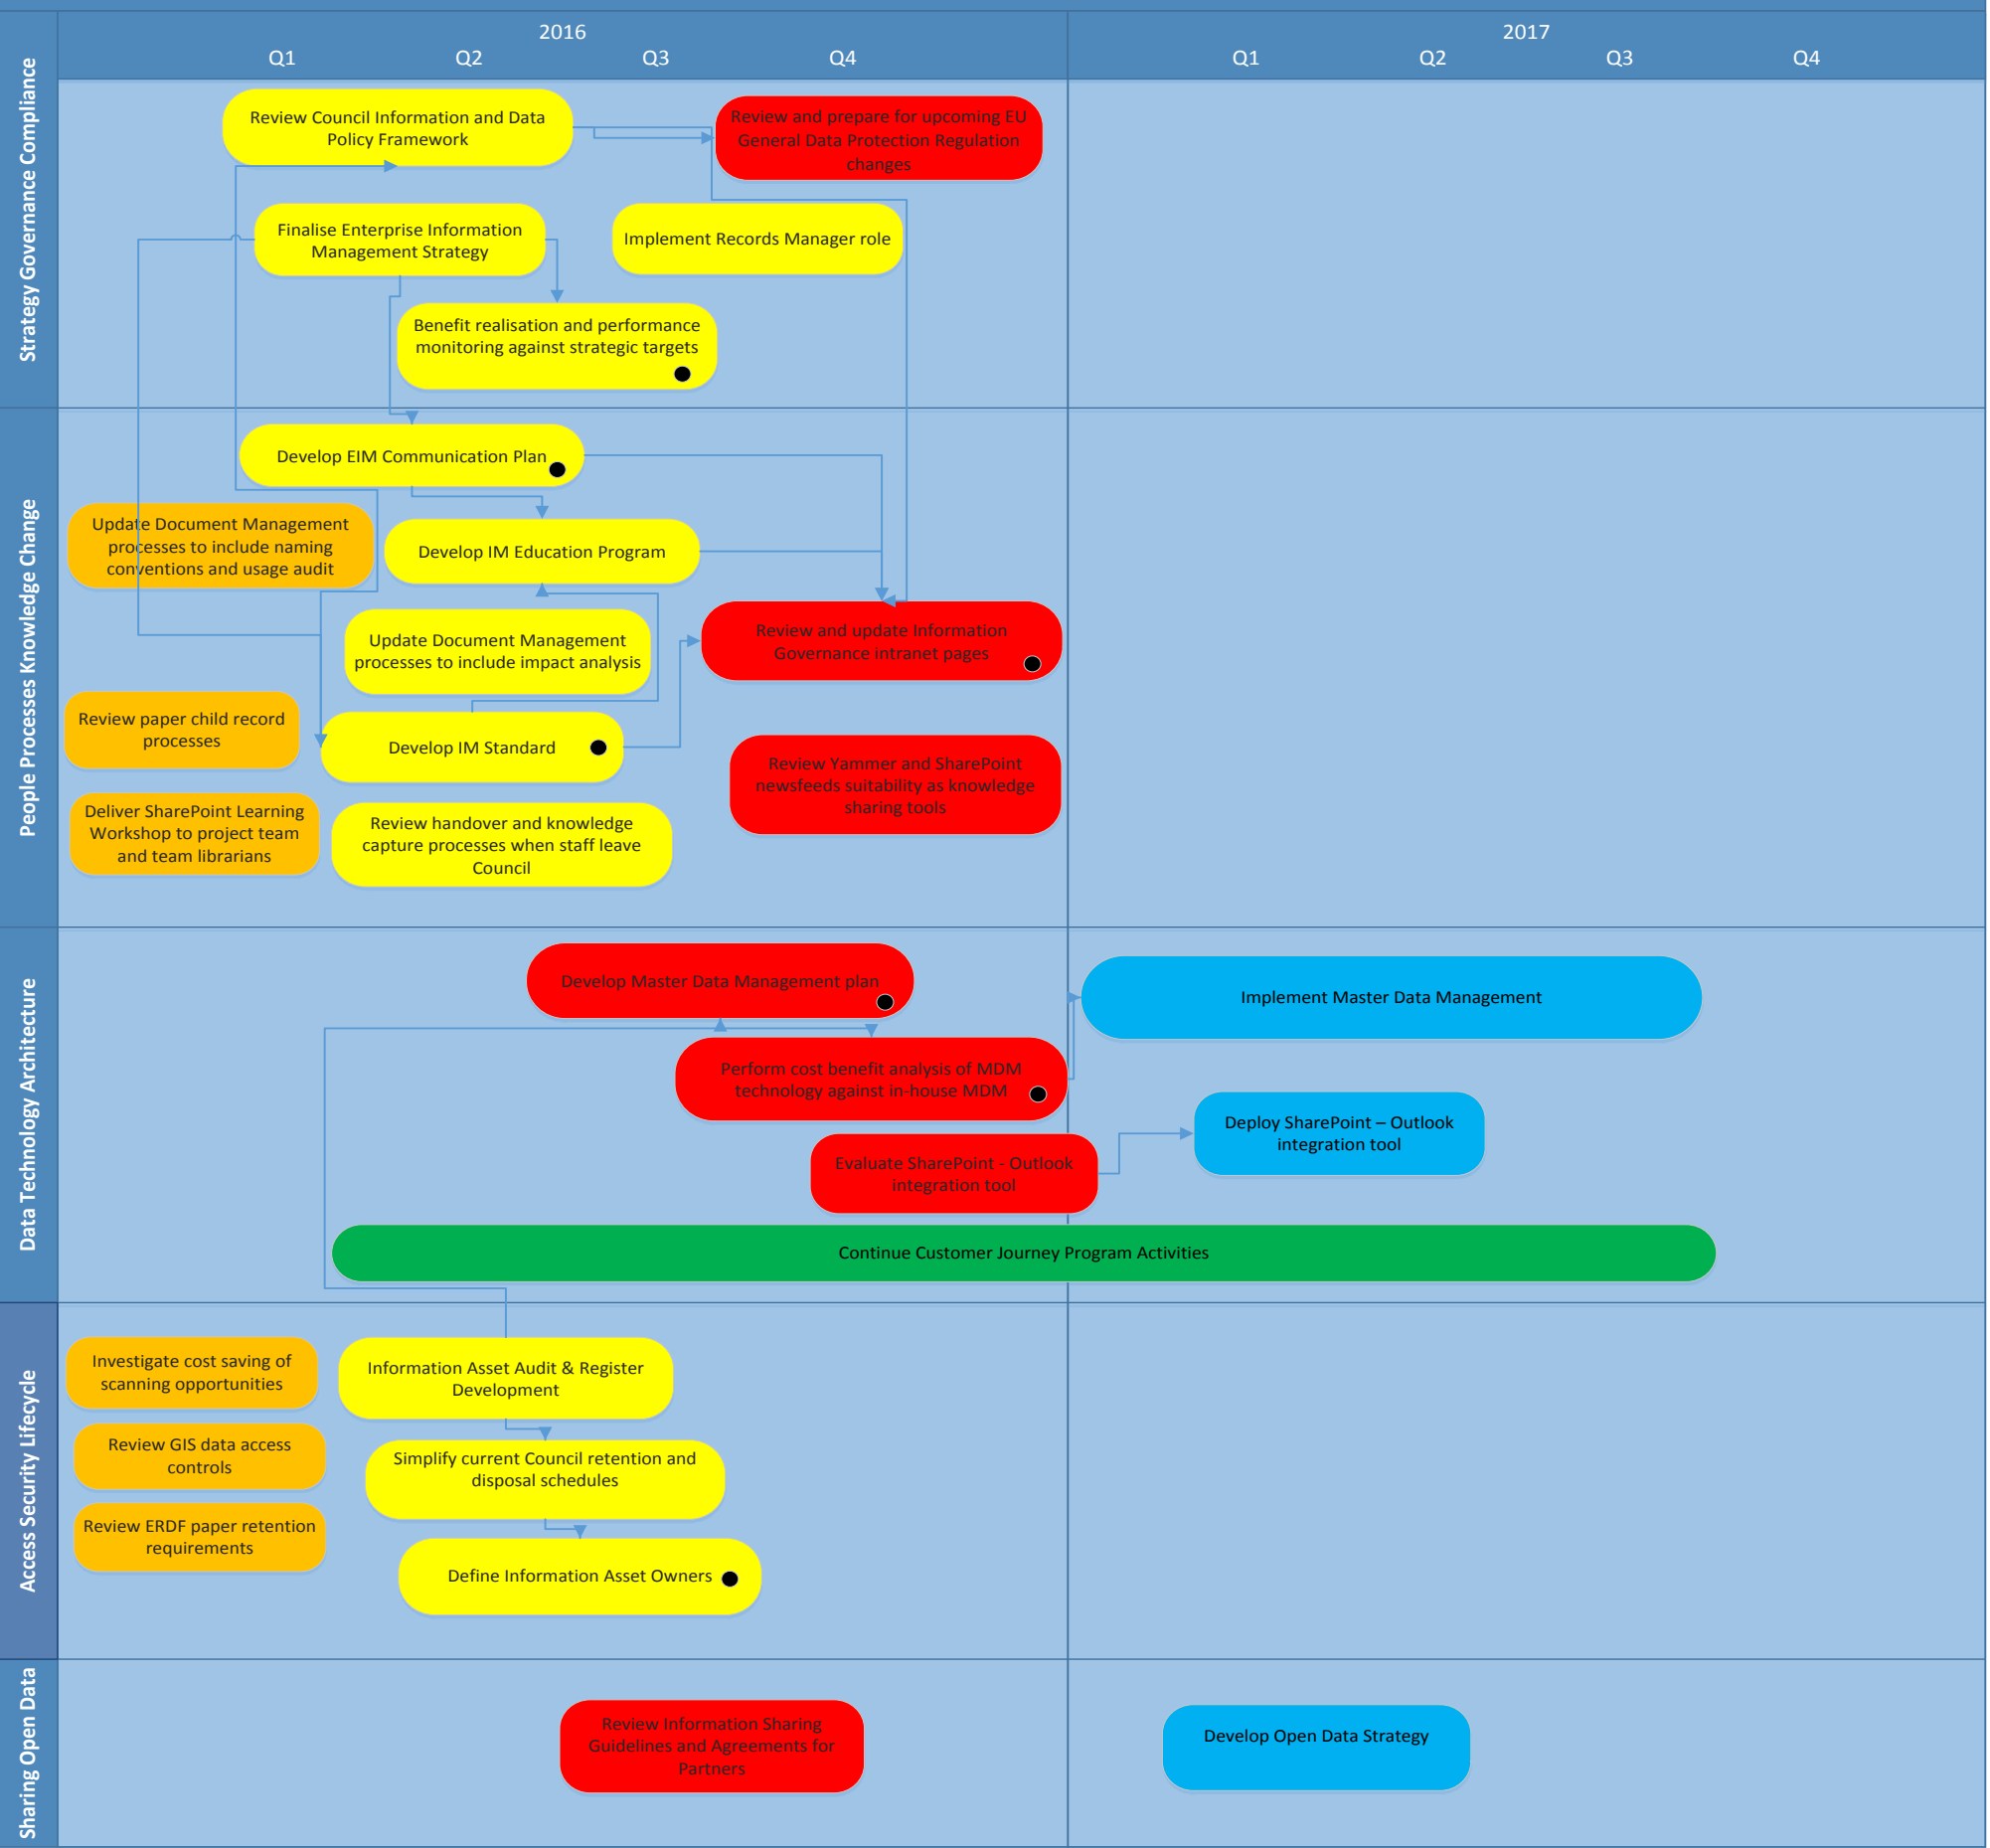 2016
2017
Q1
Q2
Q3
Q4
Q1
Q2
Q3
Q4
Strategy Governance Compliance
Review Council Information and Data
Policy Framework
Review and prepare for upcoming EU
General Data Protection Regulation
changes
Finalise Enterprise Information
Management Strategy
Implement Records Manager role
Benefit realisation and performance
monitoring against strategic targets
People Processes Knowledge Change
Develop EIM Communication Plan
Update Document Management
processes to include naming
conventions and usage audit
Develop IM Education Program
Update Document Management
processes to include impact analysis
Review and update Information
Governance intranet pages
Review paper child record
processes
Develop IM Standard
Review Yammer and SharePoint
newsfeeds suitability as knowledge
sharing tools
Deliver SharePoint Learning
Workshop to project team
and team librarians
Review handover and knowledge
capture processes when staff leave
Council
Data Technology Architecture
Develop Master Data Management plan
Implement Master Data Management
Perform cost benefit analysis of MDM
technology against in-house MDM
Deploy SharePoint – Outlook
integration tool
Evaluate SharePoint - Outlook
integration tool
Continue Customer Journey Program Activities
Access Security Lifecycle
Investigate cost saving of
scanning opportunities
Information Asset Audit & Register
Development
Review GIS data access
controls
Simplify current Council retention and
disposal schedules
Review ERDF paper retention
requirements
Define Information Asset Owners
Sharing Open Data
Review Information Sharing
Guidelines and Agreements for
Partners
Develop Open Data Strategy